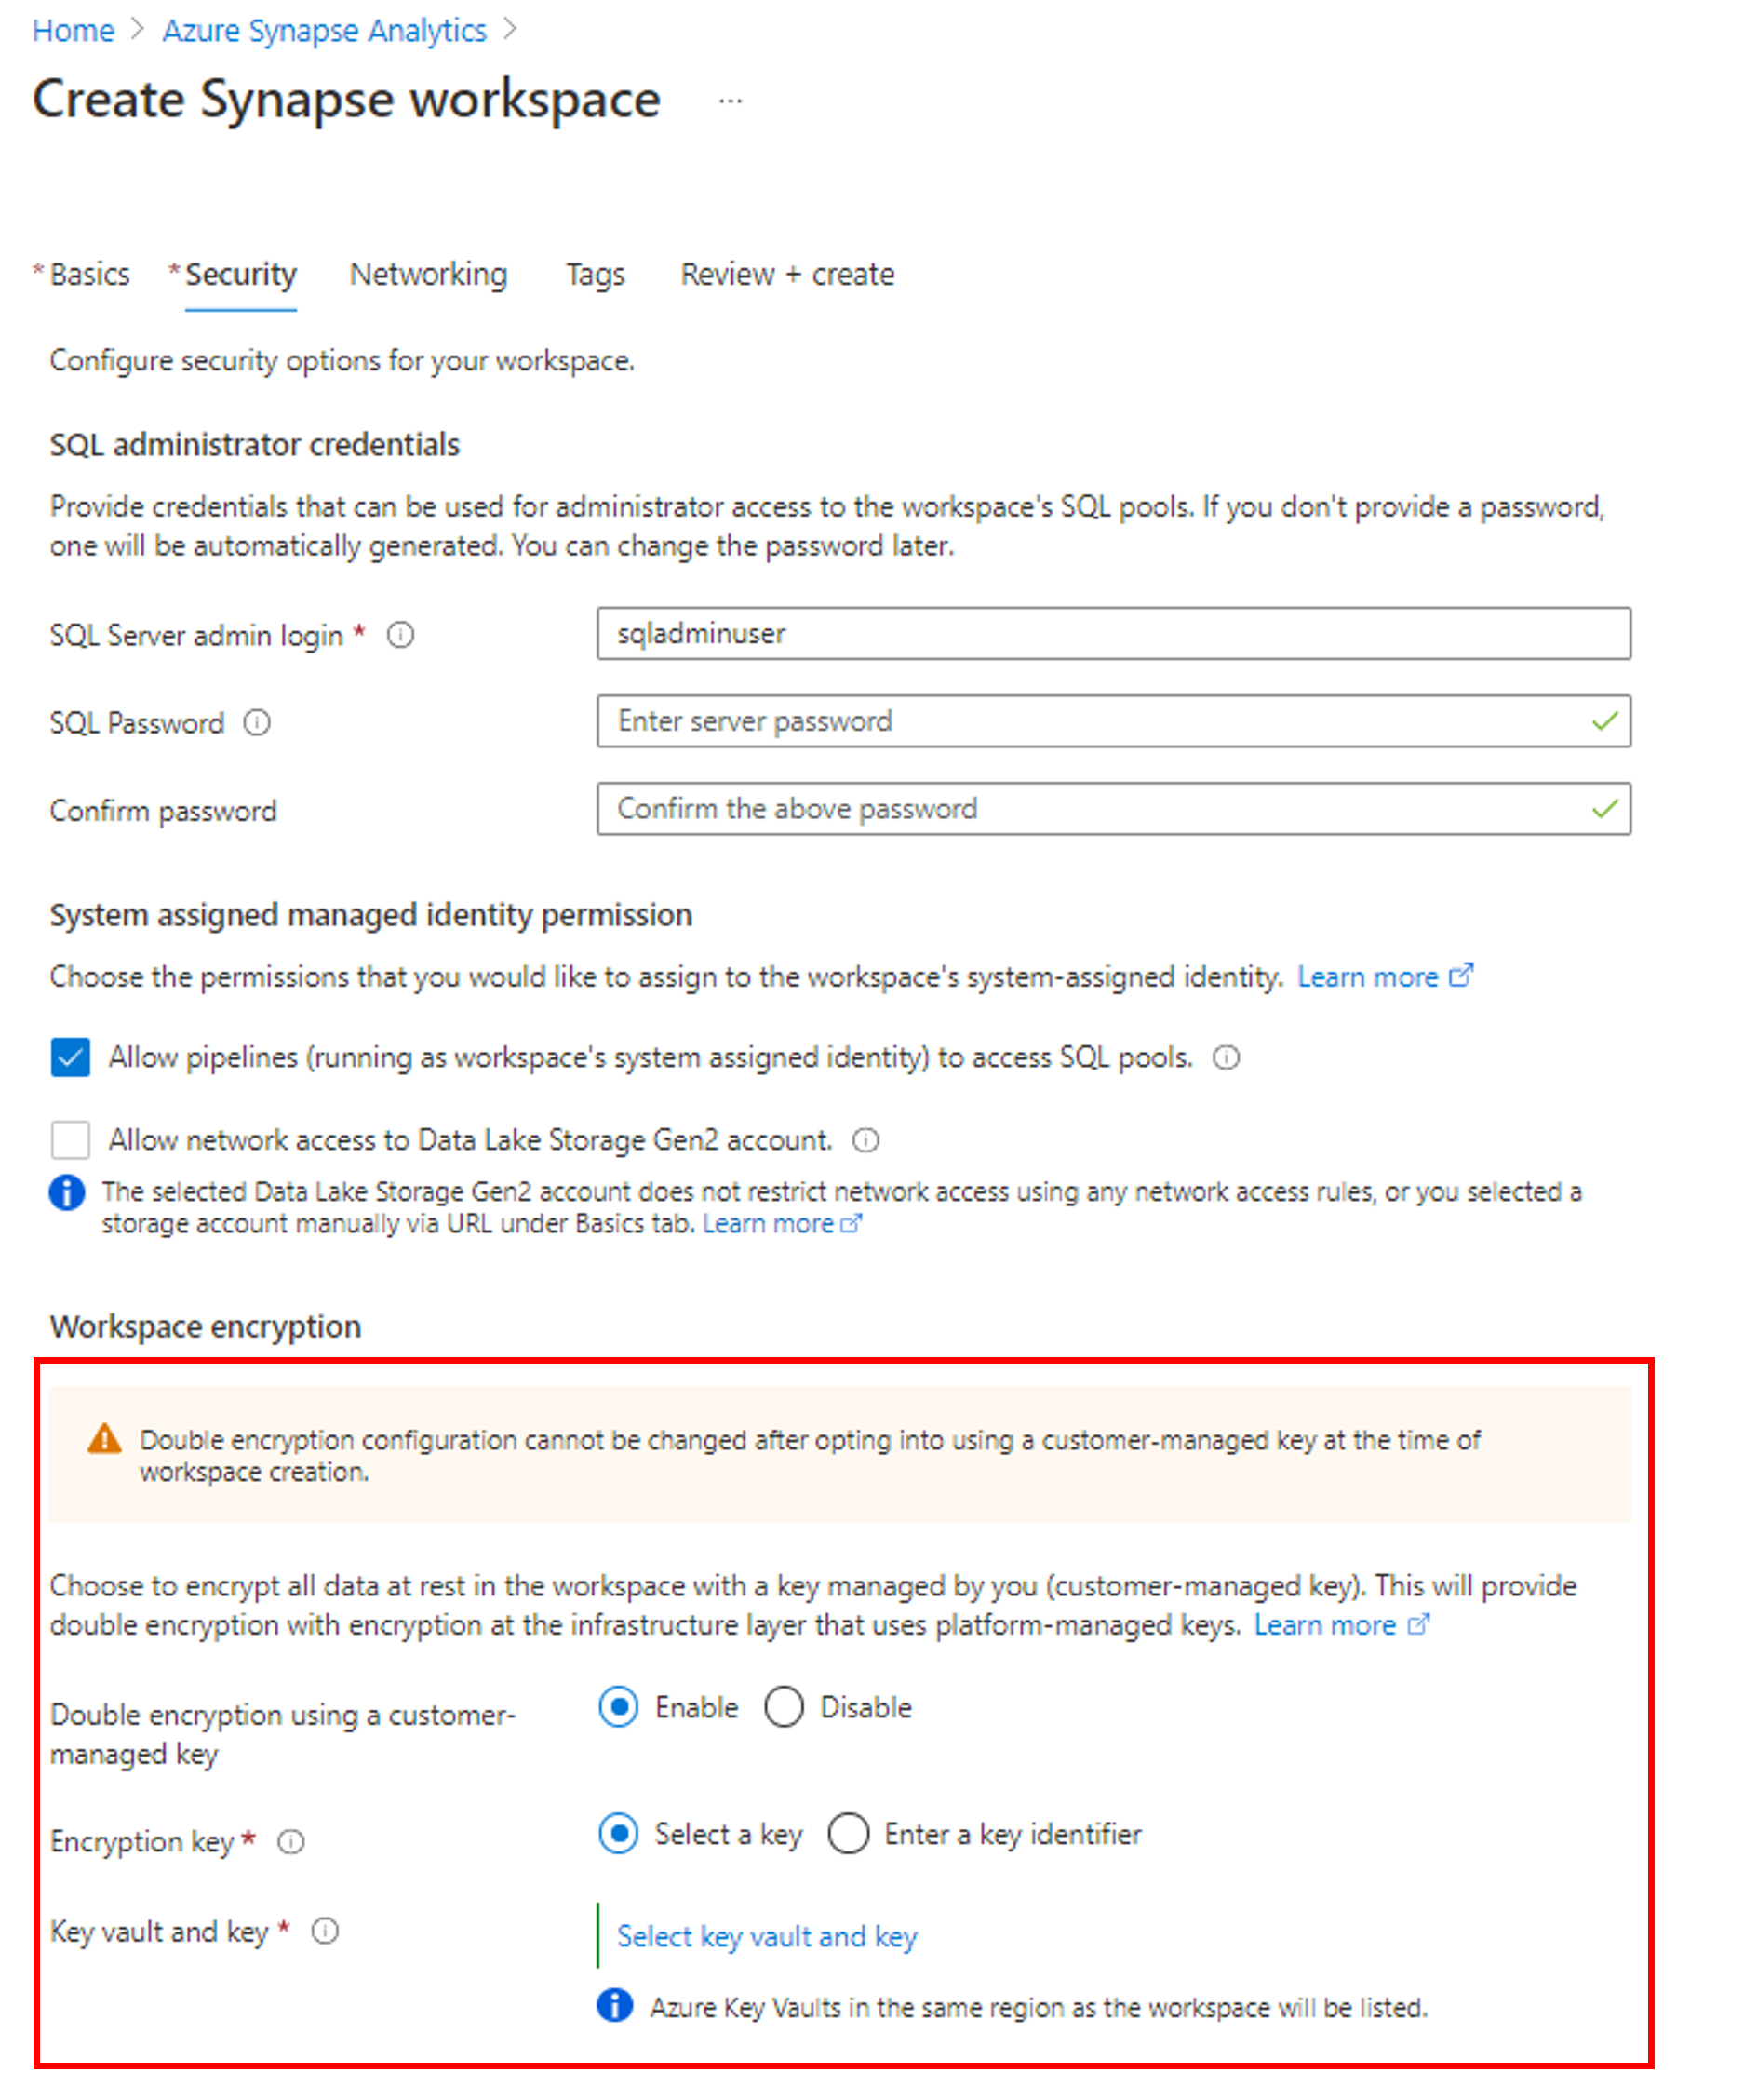 Home > Azure Synapse Analytics >
Create Synapse workspace ...
* Basics * Security Networking Tags Review + create
Configure security options for your workspace.
SQL administrator credentials
Provide credentials that can be used for administrator access to the workspace's SQL pools. If you don't provide a password,
one will be automatically generated. You can change the password later.
SQL Server admin login * sqladminuser
SQL Password Enter server password
Confirm password Confirm the above password
System assigned managed identity permission
Choose the permissions that you would like to assign to the workspace's system-assigned identity. Learn more
Allow pipelines (running as workspace's system assigned identity) to access SQL pools.
Allow network access to Data Lake Storage Gen2 account.
The selected Data Lake Storage Gen2 account does not restrict network access using any network access rules, or you selected a
storage account manually via URL under Basics tab. Learn more
Workspace encryption
Double encryption configuration cannot be changed after opting into using a customer-managed key at the time of
workspace creation.
Choose to encrypt all data at rest in the workspace with a key managed by you (customer-managed key). This will provide
double encryption with encryption at the infrastructure layer that uses platform-managed keys. Learn more
Double encryption using a customer-
managed key
Enable Disable
Encryption key * Select a key Enter a key identifier
Key vault and key * Select key vault and key
Azure Key Vaults in the same region as the workspace will be listed.